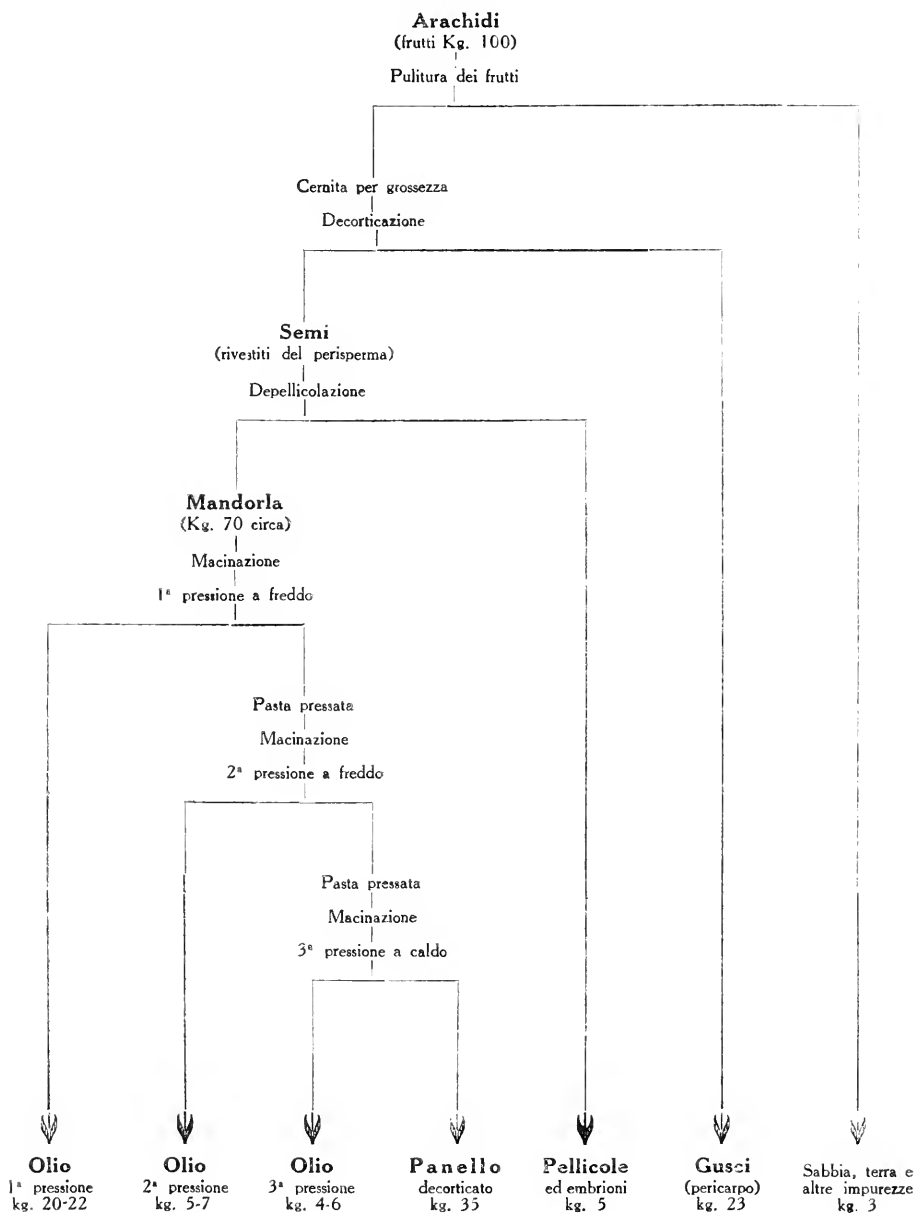 Arachidi
(frutti Kg. 100)
Pulitura dei frutti
Cernita per grossezza
Decorticazione
Semi
(rivestiti del perisperma)
Depellicolazione
Mandorla
(Kg. 70 circa)
Macinazione
1ª pressione a freddo
Pasta pressata
Macinazione
2ª pressione a freddo
Pasta pressata
Macinazione
3ª pressione a caldo
Olio
1ª pressione
kg. 20-22
Olio
2ª pressione
kg. 5-7
Olio
3ª pressione
kg. 4-6
Panello
decorticato
kg. 35
Pellicole
ed embrioni
kg. 5
Gusci
(pericarpo)
kg. 23
Sabbia, terra e
altre impurezze
kg. 3